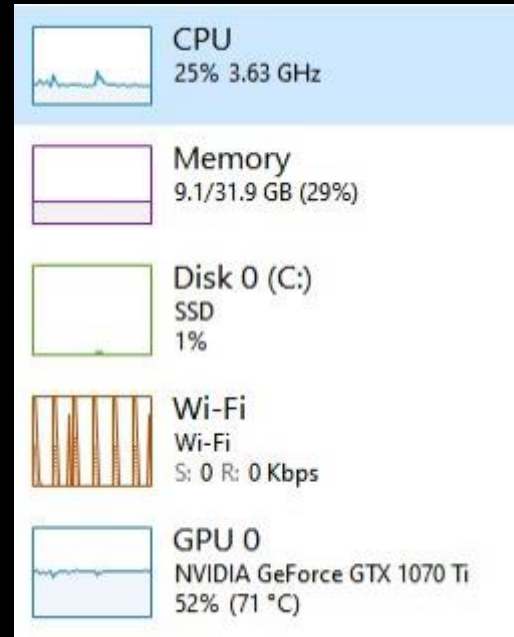 CPU
25% 3.63 GHz
Memory
9.1/31.9 GB (29%)
Disk 0 (C:)
SSD
1%
Wi-Fi
Wi-Fi
S: 0 R: 0 Kbps
GPU 0
NVIDIA GeForce GTX 1070 Ti
52% (71 °C)